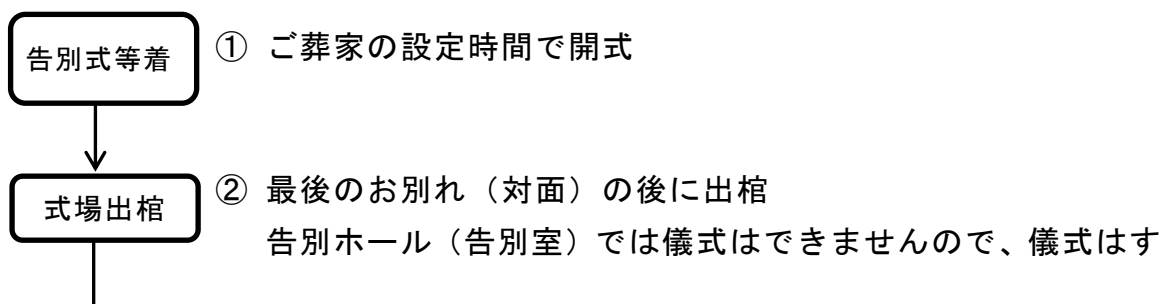 告別式等着
① ご葬家の設定時間で開式
式場出棺
② 最後のお別れ（対面）の後に出棺
告別ホール（告別室）では儀式はできませんので、儀式はす